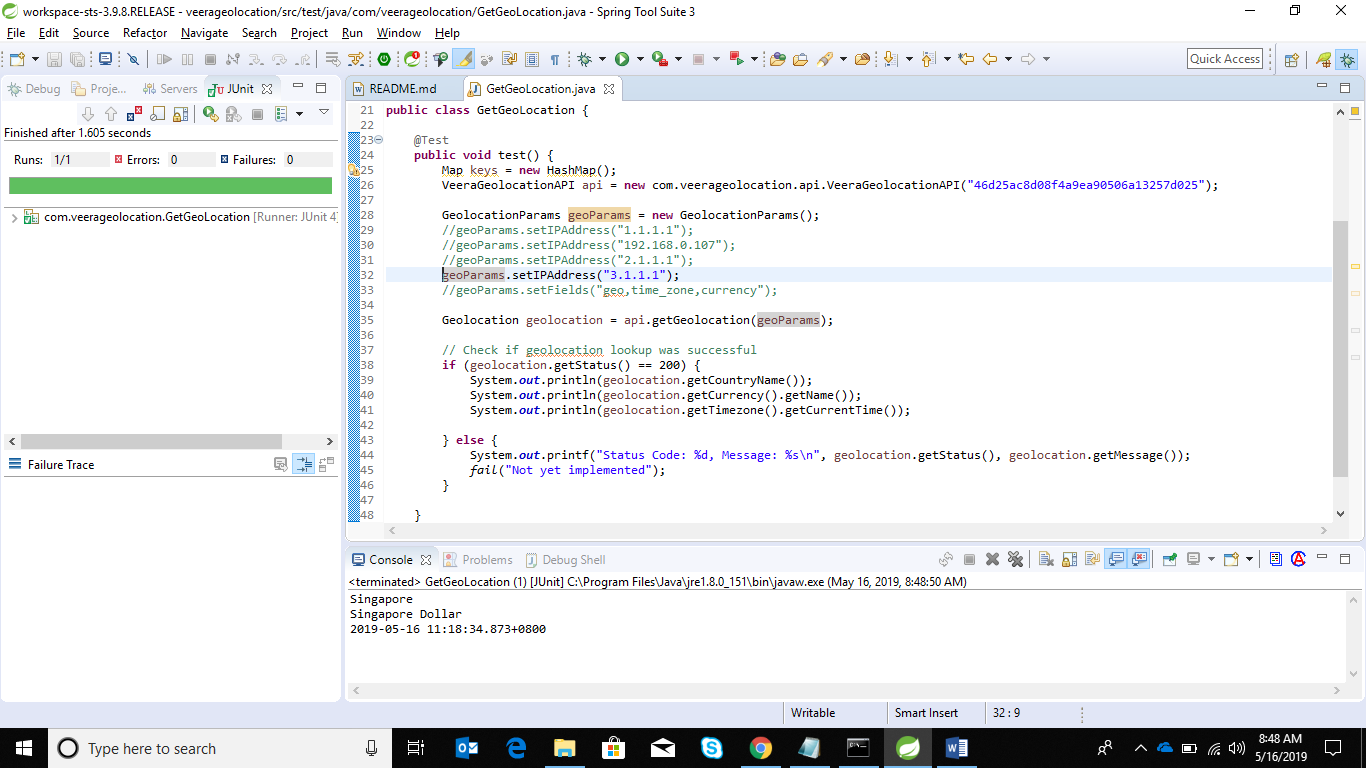 workspace-sts-3.9.8.RELEASE - veerageolocation/src/test/java/com/veerageolocation/GetGeoLocation.java - Spring Tool Suite 3
File Edit Source Refactor Navigate Search Project Run Window Help
Quick Access
Debug Proje... Servers JUnit
Finished after 1.605 seconds
Runs: 1/1 Errors: 0 Failures: 0
com.veerageolocation.GetGeoLocation [Runner: JUnit 4]
Failure Trace
README.md GetGeoLocation.java
21 public class GetGeoLocation {
22
23 @Test
24 public void test() {
25 Map keys = new HashMap();
26 VeeraGeolocationAPI api = new com.veerageolocation.api.VeeraGeolocationAPI("46d25ac8d08f4a9ea90506a13257d025");
27
28 GeolocationParams geoParams = new GeolocationParams();
29 //geoParams.setIPAddress("1.1.1.1");
30 //geoParams.setIPAddress("192.168.0.107");
31 //geoParams.setIPAddress("2.1.1.1");
32 geoParams.setIPAddress("3.1.1.1");
33 //geoParams.setFields("geo,time_zone,currency");
34
35 Geolocation geolocation = api.getGeolocation(geoParams);
36
37 // Check if geolocation lookup was successful
38 if (geolocation.getStatus() == 200) {
39 System.out.println(geolocation.getCountryName());
40 System.out.println(geolocation.getCurrency().getName());
41 System.out.println(geolocation.getTimezone().getCurrentTime());
42
43 } else {
44 System.out.printf("Status Code: %d, Message: %s\n", geolocation.getStatus(), geolocation.getMessage());
45 fail("Not yet implemented");
46 }
47
48 }
Console Problems Debug Shell
<terminated> GetGeoLocation (1) [JUnit] C:\Program Files\Java\jre1.8.0_151\bin\javaw.exe (May 16, 2019, 8:48:50 AM)
Singapore
Singapore Dollar
2019-05-16 11:18:34.873+0800
Writable Smart Insert 32 : 9
Type here to search
8:48 AM
5/16/2019